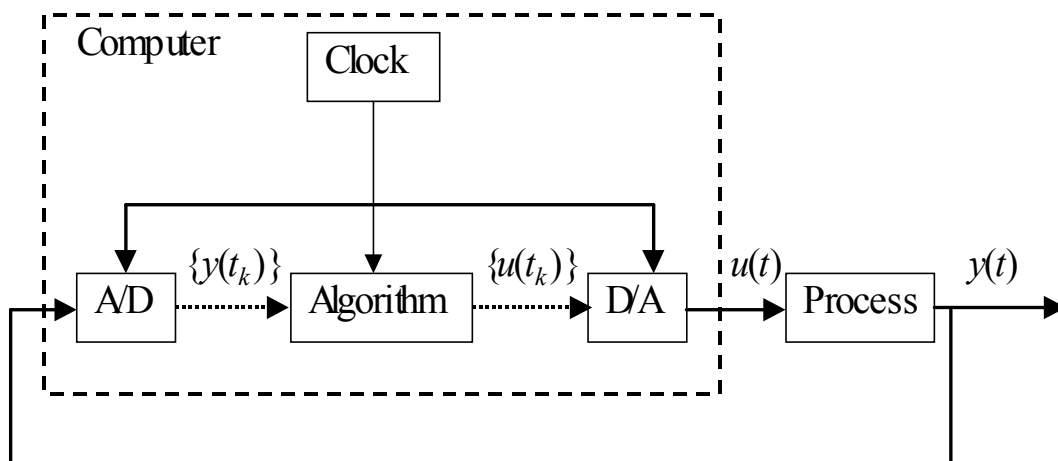 Computer
Clock
{y(t_k)}
{u(t_k)}
u(t)
y(t)
A/D
Algorithm
D/A
Process